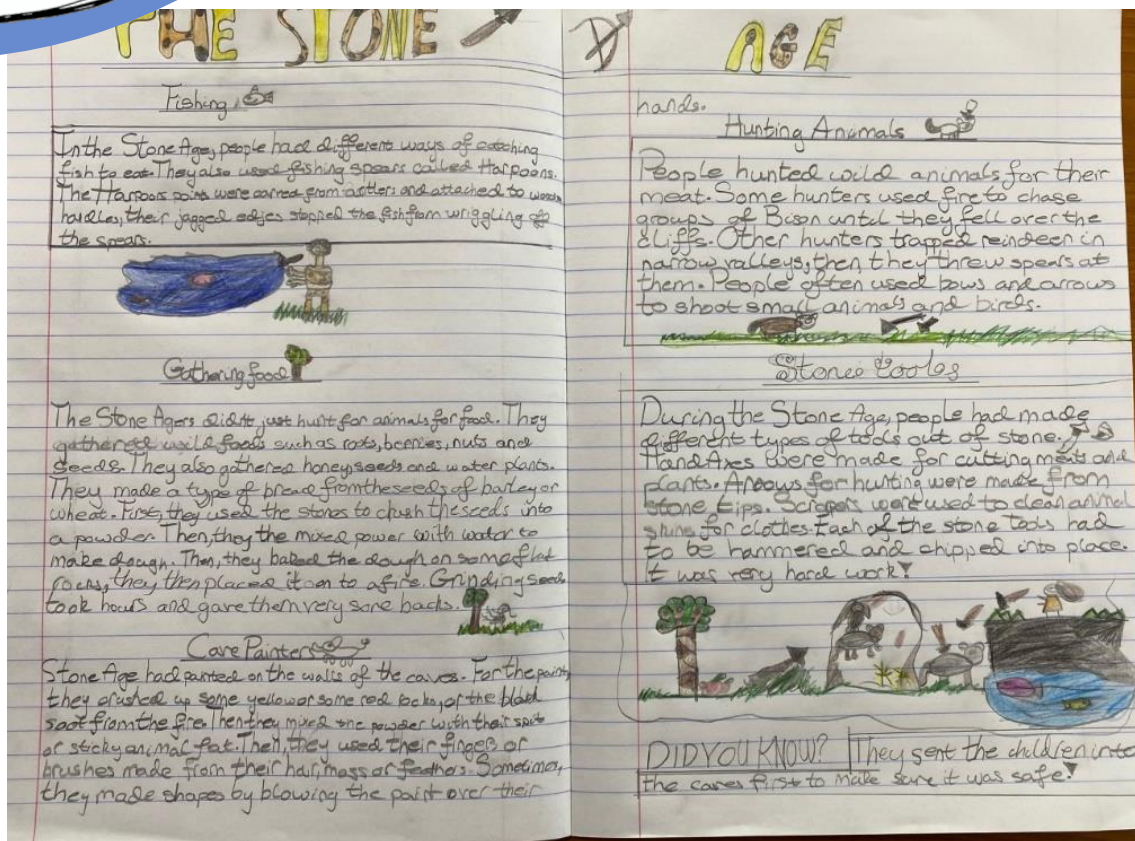 THE STONE AGE
Fishing
In the Stone Age, people had different ways of catching
fish to eat. They also used fishing spears called Harpoons.
The Harpoons points were carved from antlers and attached to
handles, their jagged edjes stopped the fish from wriggling off
the spears.
Gathering food
The Stone Agers didn't just hunt for animals for food. They
gathered wild foods such as roots, berries, nuts and
seeds. They also gathered honey, seeds and water plants.
They made a type of bread from the seeds of barley or
wheat. First, they used the stones to chush the seeds into
a powder. Then, they the mixed power with water to
make dough. Then, they baked the dough on some flat
rocks, they then placed it on to a fire. Grinding seeds
took hours and gave them very sore backs.
Cave Painters
Stone Age had painted on the walls of the caves. For the paint,
they crushed up some yellow or some red rocks, or the black
soot from the fire. Then they mixed the powder with their spit
or sticky animal fat. Then, they used their fingers or
brushes made from their hair, moss or feathers. Sometimes,
they made shapes by blowing the paint over their
hands.
Hunting Animals
People hunted wild animals for their
meat. Some hunters used fire to chase
groups of Bison until they fell over the
cliffs. Other hunters trapped reindeer in
narrow valleys, then they threw spears at
them. People often used bows and arrows
to shoot small animals and birds.
Stone tools
During the Stone Age, people had made
different types of tools out of stone.
Hand Axes were made for cutting meats and
plants. Arrows for hunting were made from
stone tips. Scrapers were used to clean animal
skins for clothes. Each of the stone tools had
to be hammered and chipped into place.
It was very hard work!
DID YOU KNOW? They sent the children into
the caves first to make sure it was safe!